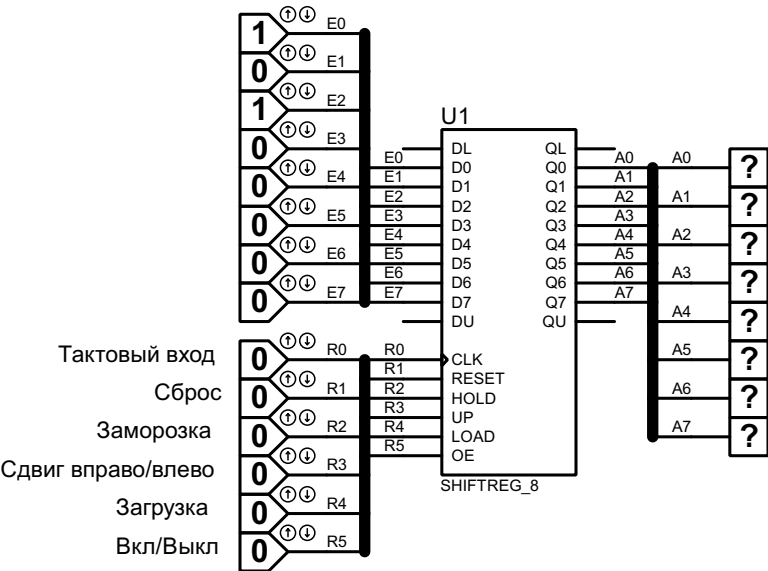 1 E0
0 E1
1 E2
0 E3
0 E4
0 E5
0 E6
0 E7
U1
E0 DL QL A0 A0 ?
E1 D0 Q0 A1
E2 D1 Q1 A2 A1 ?
E3 D2 Q2 A3
E4 D3 Q3 A4 A2 ?
E5 D4 Q4 A5
E6 D5 Q5 A6 A3 ?
E7 D6 Q6 A7
D7 Q7 A4 ?
DU QU
A5 ?
A6 ?
A7 ?
Тактовый вход 0 R0 R0 CLK
Сброс 0 R1 R1 RESET
Заморозка 0 R2 R2 HOLD
Сдвиг вправо/влево 0 R3 R3 UP
Загрузка 0 R4 R4 LOAD
Вкл/Выкл 0 R5 R5 OE
SHIFTREG_8